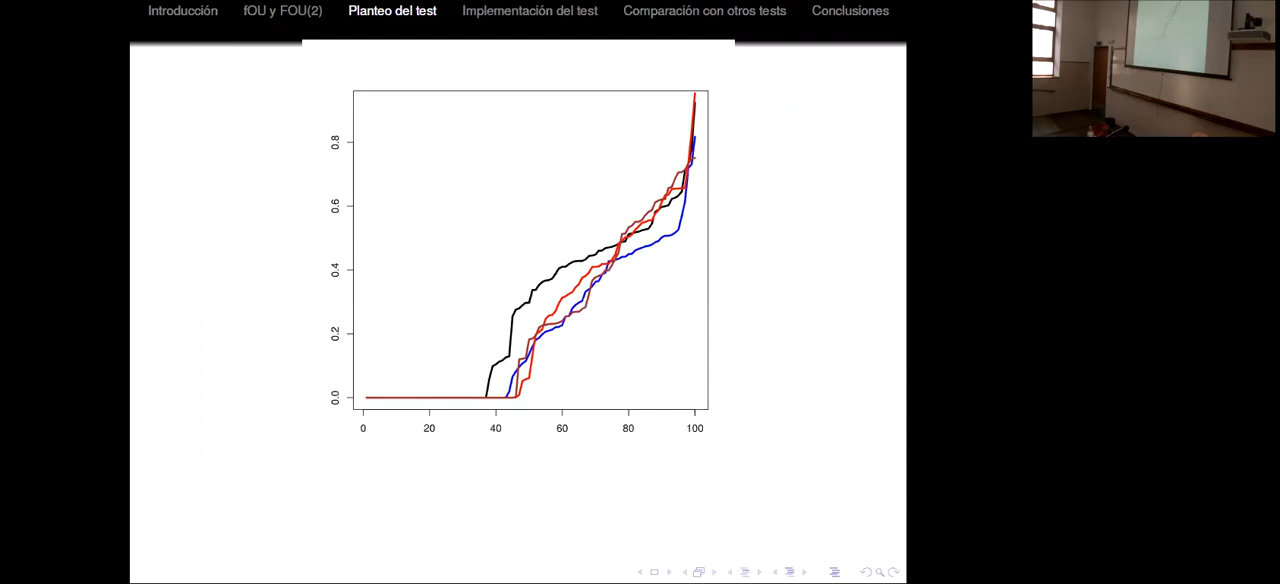 Introducción fOU y FOU(2) Planteo del test Implementación del test Comparación con otros tests Conclusiones
0.8
0.6
0.4
0.2
0.0
0 20 40 60 80 100